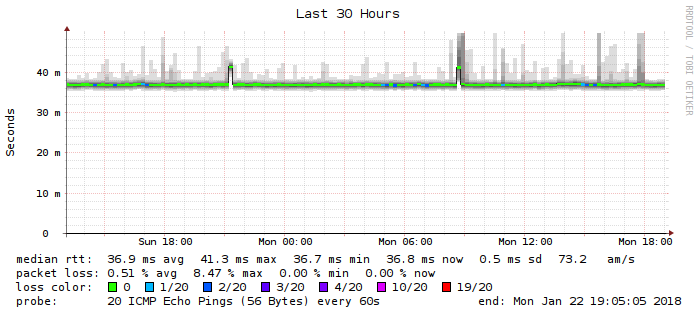 Last 30 Hours
RRDTOOL / TOBI OETIKER
Seconds
40 m
30 m
20 m
10 m
0
Sun 18:00 Mon 00:00 Mon 06:00 Mon 12:00 Mon 18:00
median rtt: 36.9 ms avg 41.3 ms max 36.7 ms min 36.8 ms now 0.5 ms sd 73.2 am/s
packet loss: 0.51 % avg 8.47 % max 0.00 % min 0.00 % now
loss color: 0 1/20 2/20 3/20 4/20 10/20 19/20
probe: 20 ICMP Echo Pings (56 Bytes) every 60s end: Mon Jan 22 19:05:05 2018